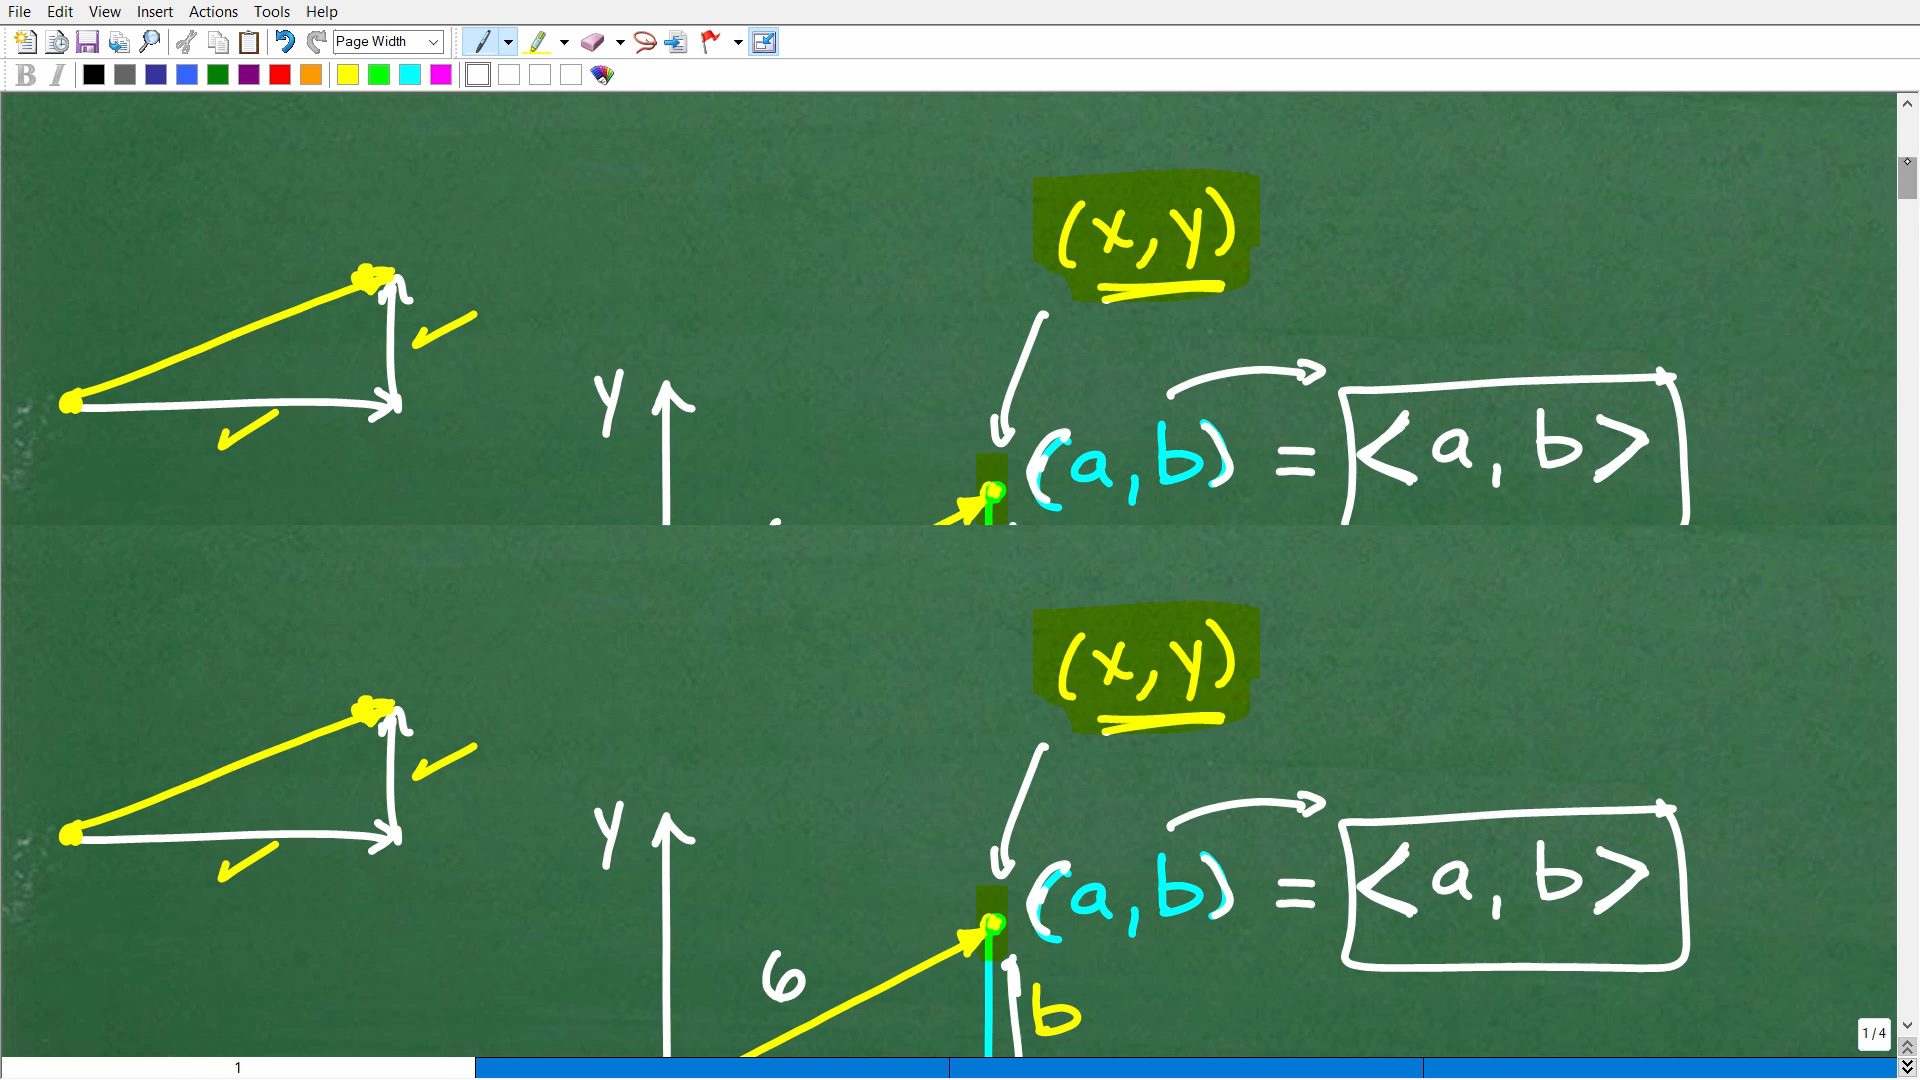 File Edit View Insert Actions Tools Help
Page Width
B I
(x, y)
y
(a, b) = <a, b>
(x, y)
y
(a, b) = <a, b>
6
b
1 / 4
1